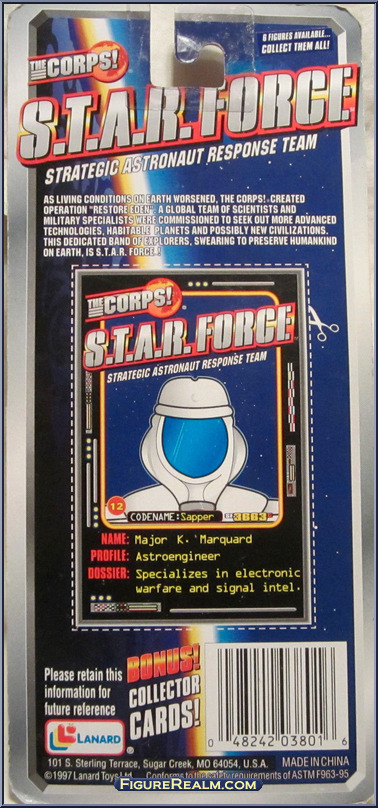 6 FIGURES AVAILABLE...
COLLECT THEM ALL!
THE CORPS!
S.T.A.R. FORCE™
STRATEGIC ASTRONAUT RESPONSE TEAM
AS LIVING CONDITIONS ON EARTH WORSENED, THE CORPS! CREATED
OPERATION "RESTORE EDEN". A GLOBAL TEAM OF SCIENTISTS AND
MILITARY SPECIALISTS WERE COMMISSIONED TO SEEK OUT MORE ADVANCED
TECHNOLOGIES, HABITABLE PLANETS AND POSSIBLY NEW CIVILIZATIONS.
THIS DEDICATED BAND OF EXPLORERS, SWEARING TO PRESERVE HUMANKIND
ON EARTH, IS S.T.A.R. FORCE!
THE CORPS!
S.T.A.R. FORCE™
STRATEGIC ASTRONAUT RESPONSE TEAM
12
CODENAME: Sapper
3663
NAME: Major K. Marquard
PROFILE: Astroengineer
DOSSIER: Specializes in electronic
warfare and signal intel.
Please retain this
information for
future reference
BONUS!
COLLECTOR
CARDS!
LANARD®
0 48242 03801 6
101 S. Sterling Terrace, Sugar Creek, MO 64054, U.S.A.
MADE IN CHINA
©1997 Lanard Toys Ltd.
Conforms to the safety requirements of ASTM F963-95
FIGUREREALM.COM